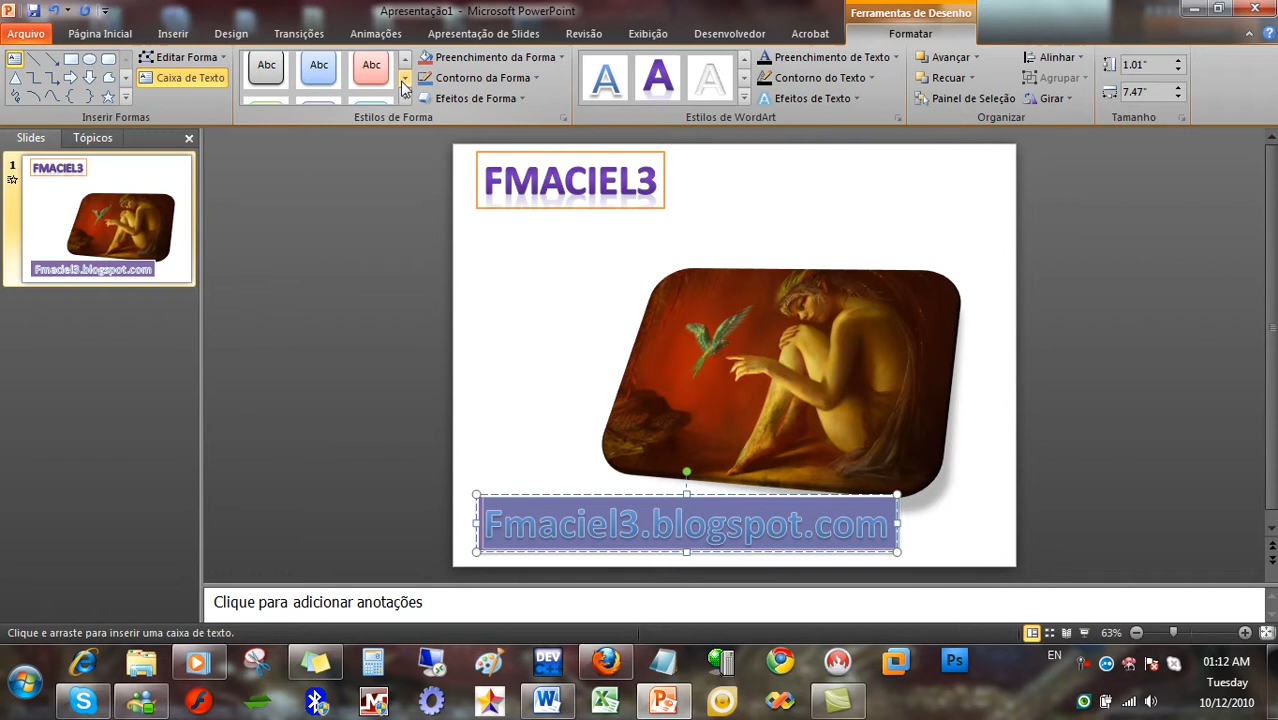 Apresentação1 - Microsoft PowerPoint
Ferramentas de Desenho
Arquivo
Página Inicial
Inserir
Design
Transições
Animações
Apresentação de Slides
Revisão
Exibição
Desenvolvedor
Acrobat
Formatar
Editar Forma
Caixa de Texto
Inserir Formas
Abc
Abc
Abc
Preenchimento da Forma
Contorno da Forma
Efeitos de Forma
Estilos de Forma
A
A
A
Preenchimento de Texto
Contorno do Texto
Efeitos de Texto
Estilos de WordArt
Avançar
Recuar
Painel de Seleção
Alinhar
Agrupar
Girar
Organizar
1.01"
7.47"
Tamanho
Slides
Tópicos
1
FMACIEL3
Fmaciel3.blogspot.com
FMACIEL3
Fmaciel3.blogspot.com
Clique para adicionar anotações
Clique e arraste para inserir uma caixa de texto.
63%
DEV
C++
Ps
EN
01:12 AM
Tuesday
10/12/2010